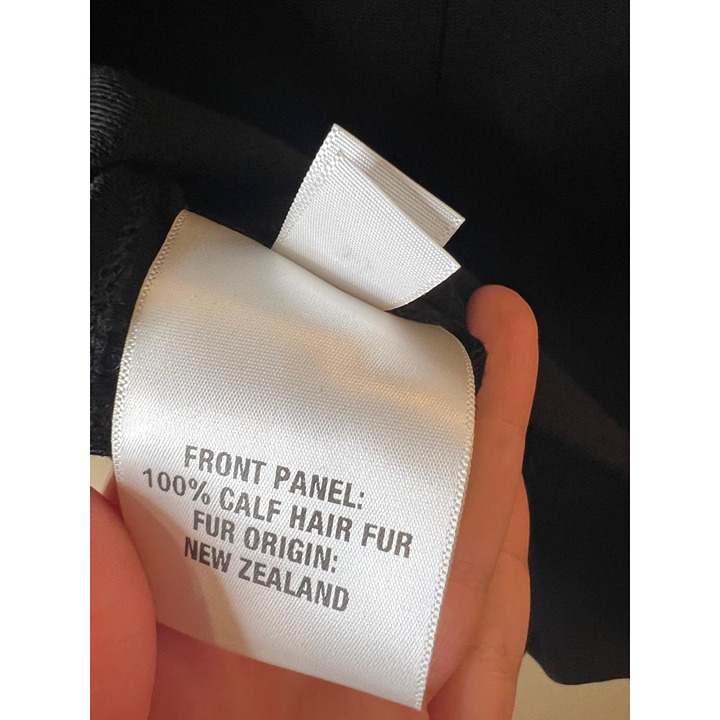 FRONT PANEL:
100% CALF HAIR FUR
FUR ORIGIN:
NEW ZEALAND